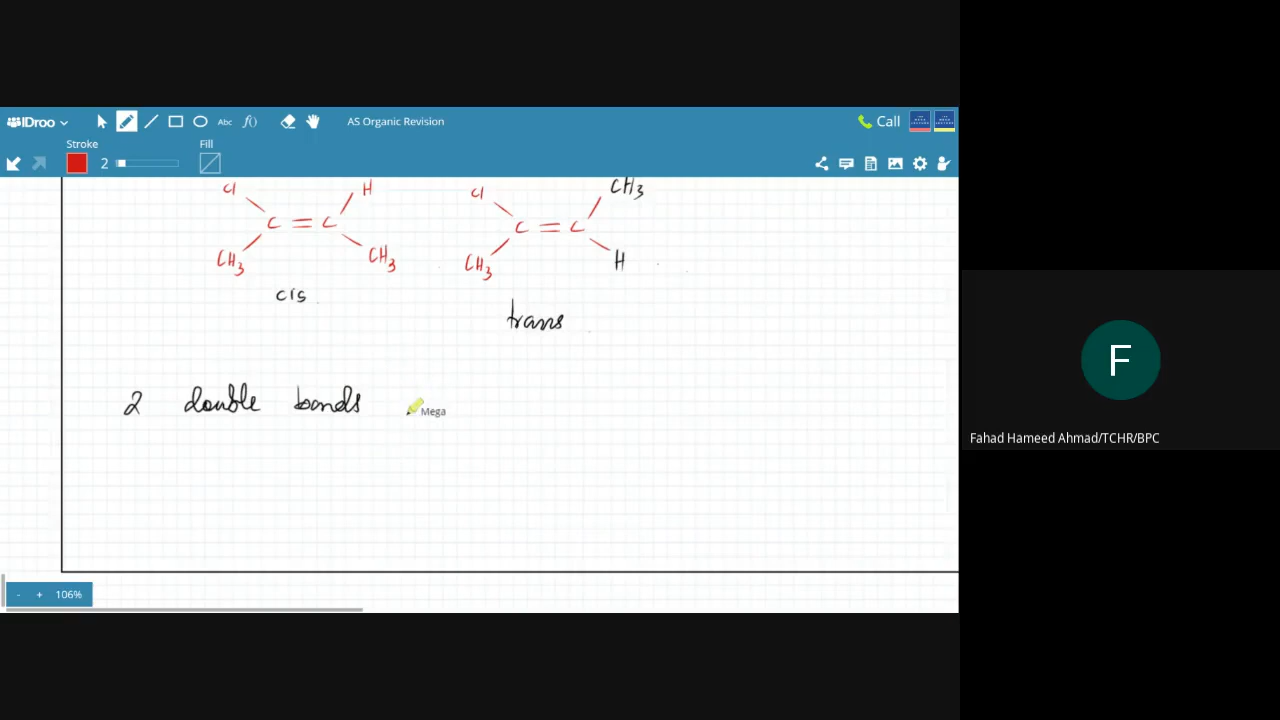 IDroo Abc f() AS Organic Revision Call
Stroke Fill
2
Cl H Cl CH3
C = C C = C
CH3 CH3 CH3 H
cis trans
2 double bonds Mega
- + 106%
F
Fahad Hameed Ahmad/TCHR/BPC